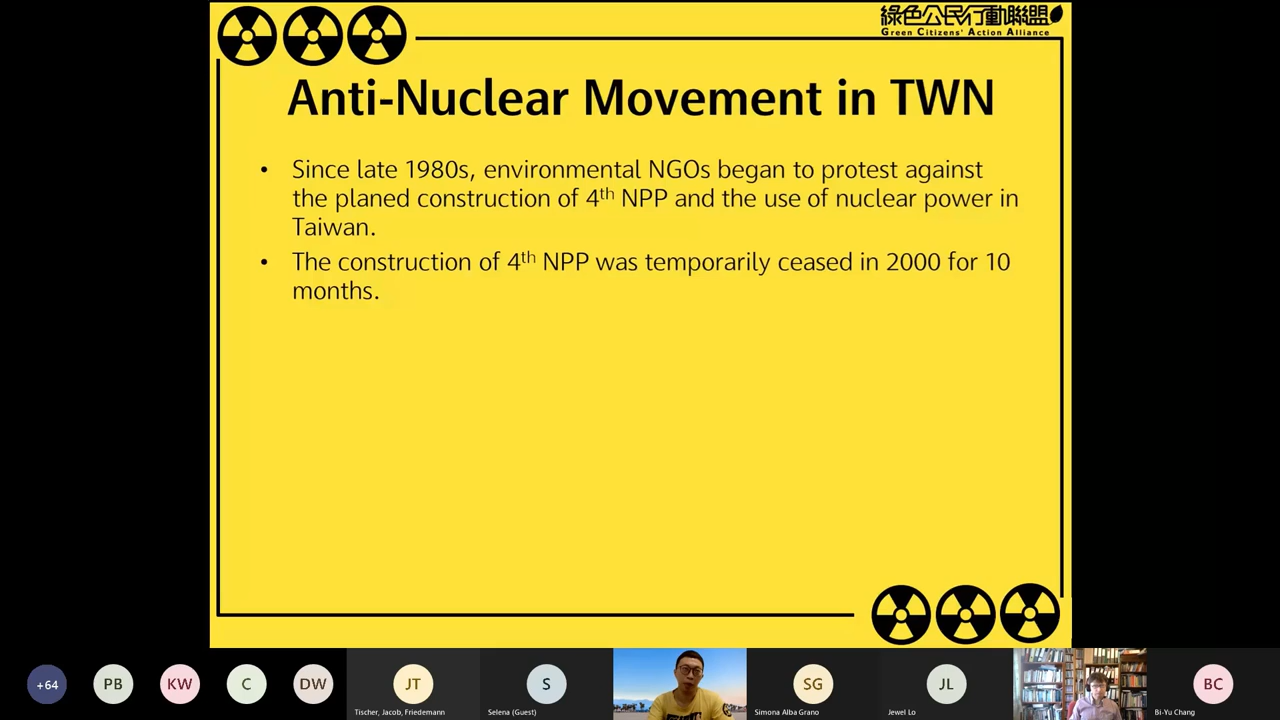 綠色公民行動聯盟
Green Citizens' Action Alliance
Anti-Nuclear Movement in TWN
• Since late 1980s, environmental NGOs began to protest against
the planed construction of 4th NPP and the use of nuclear power in
Taiwan.
• The construction of 4th NPP was temporarily ceased in 2000 for 10
months.
+64
PB
KW
C
DW
JT
S
SG
JL
BC
Tischer, Jacob, Friedemann
Selena (Guest)
Simona Alba Grano
Jewel Lo
Bi-Yu Chang